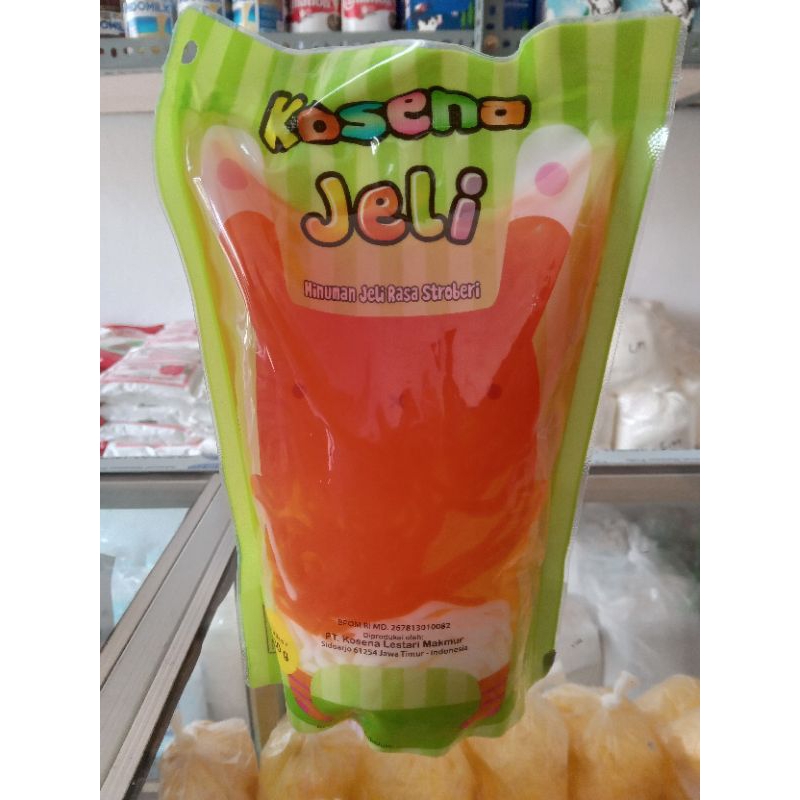 Kosena
Jeli
Minuman Jeli Rasa Stroberi
BPOM RI MD. 267813010082
Diproduksi oleh:
PT. Kosena Lestari Makmur
Sidoarjo 61254 Jawa Timur - Indonesia